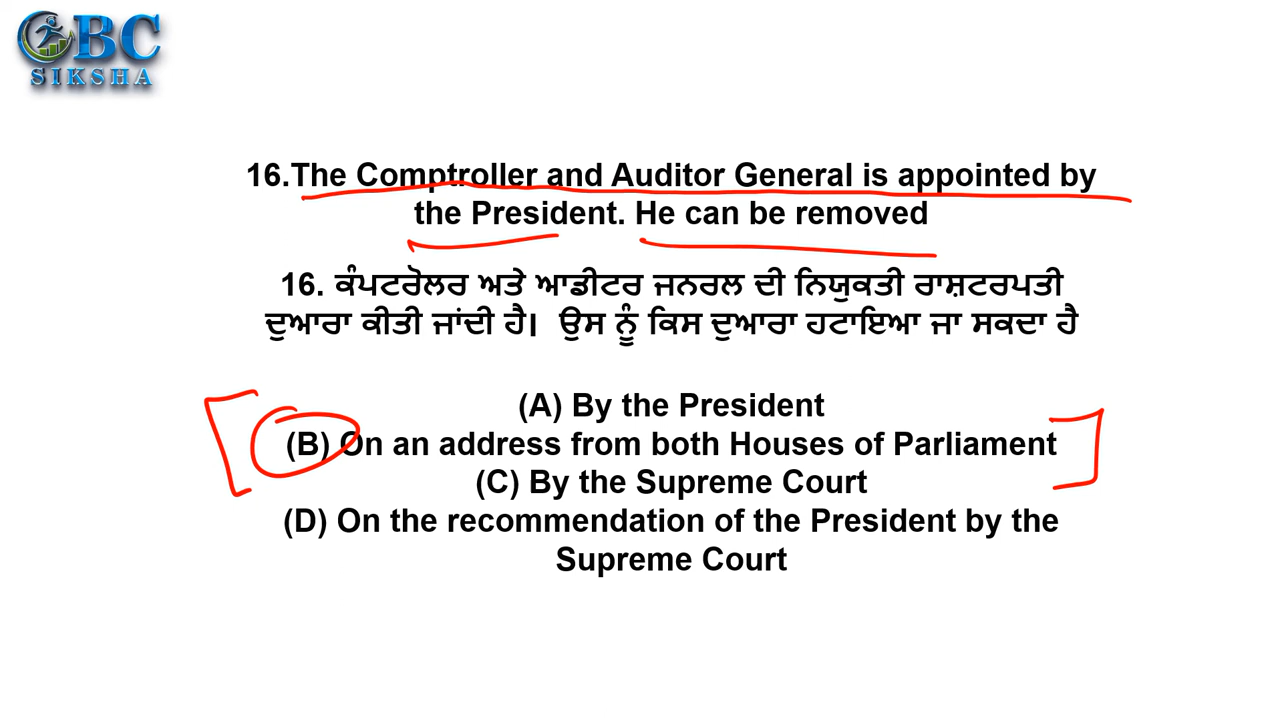 OBC
SIKSHA
16.The Comptroller and Auditor General is appointed by
the President. He can be removed
16. ਕੰਪਟਰੋਲਰ ਅਤੇ ਆਡੀਟਰ ਜਨਰਲ ਦੀ ਨਿਯੁਕਤੀ ਰਾਸ਼ਟਰਪਤੀ
ਦੁਆਰਾ ਕੀਤੀ ਜਾਂਦੀ ਹੈ। ਉਸ ਨੂੰ ਕਿਸ ਦੁਆਰਾ ਹਟਾਇਆ ਜਾ ਸਕਦਾ ਹੈ
(A) By the President
(B) On an address from both Houses of Parliament
(C) By the Supreme Court
(D) On the recommendation of the President by the
Supreme Court